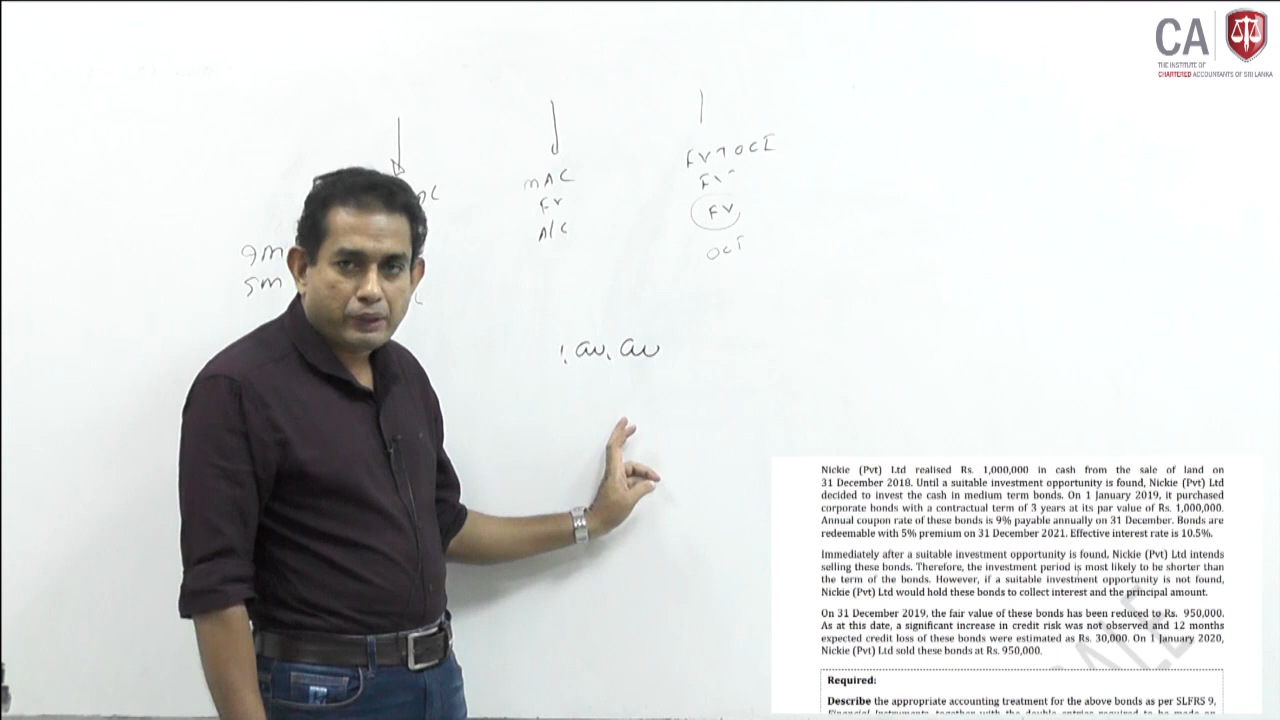 CA
THE INSTITUTE OF
CHARTERED ACCOUNTANTS OF SRI LANKA
FVTOCI
MAC
FV
FV
A/C
OCI
9m
5m
Nickie (Pvt) Ltd realised Rs. 1,000,000 in cash from the sale of land on
31 December 2018. Until a suitable investment opportunity is found, Nickie (Pvt) Ltd
decided to invest the cash in medium term bonds. On 1 January 2019, it purchased
corporate bonds with a contractual term of 3 years at its par value of Rs. 1,000,000.
Annual coupon rate of these bonds is 9% payable annually on 31 December. Bonds are
redeemable with 5% premium on 31 December 2021. Effective interest rate is 10.5%.
Immediately after a suitable investment opportunity is found, Nickie (Pvt) Ltd intends
selling these bonds. Therefore, the investment period is most likely to be shorter than
the term of the bonds. However, if a suitable investment opportunity is not found,
Nickie (Pvt) Ltd would hold these bonds to collect interest and the principal amount.
On 31 December 2019, the fair value of these bonds has been reduced to Rs. 950,000.
As at this date, a significant increase in credit risk was not observed and 12 months
expected credit loss of these bonds were estimated as Rs. 30,000. On 1 January 2020,
Nickie (Pvt) Ltd sold these bonds at Rs. 950,000.
Required:
Describe the appropriate accounting treatment for the above bonds as per SLFRS 9,